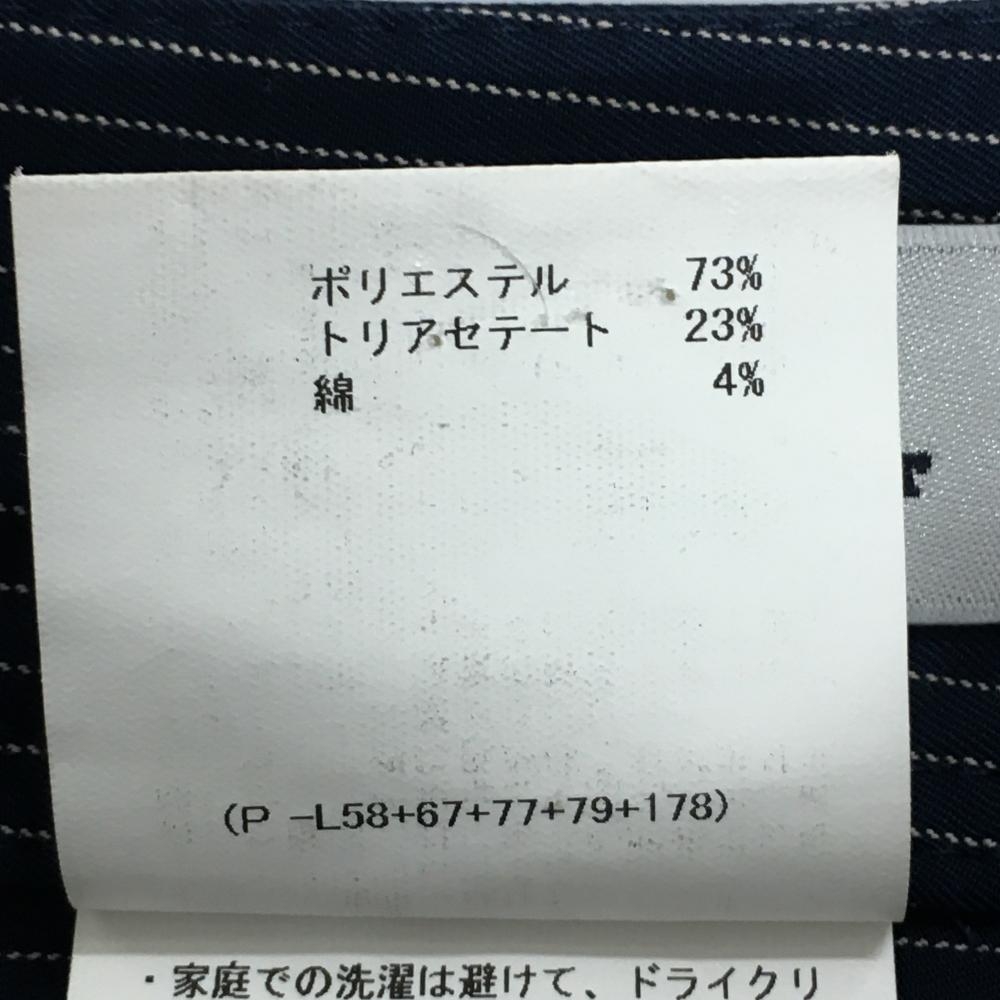 ポリエステル 73%
トリアセテート 23%
綿 4%
(P -L58+67+77+79+178)
・家庭での洗濯は避けて、ドライクリ